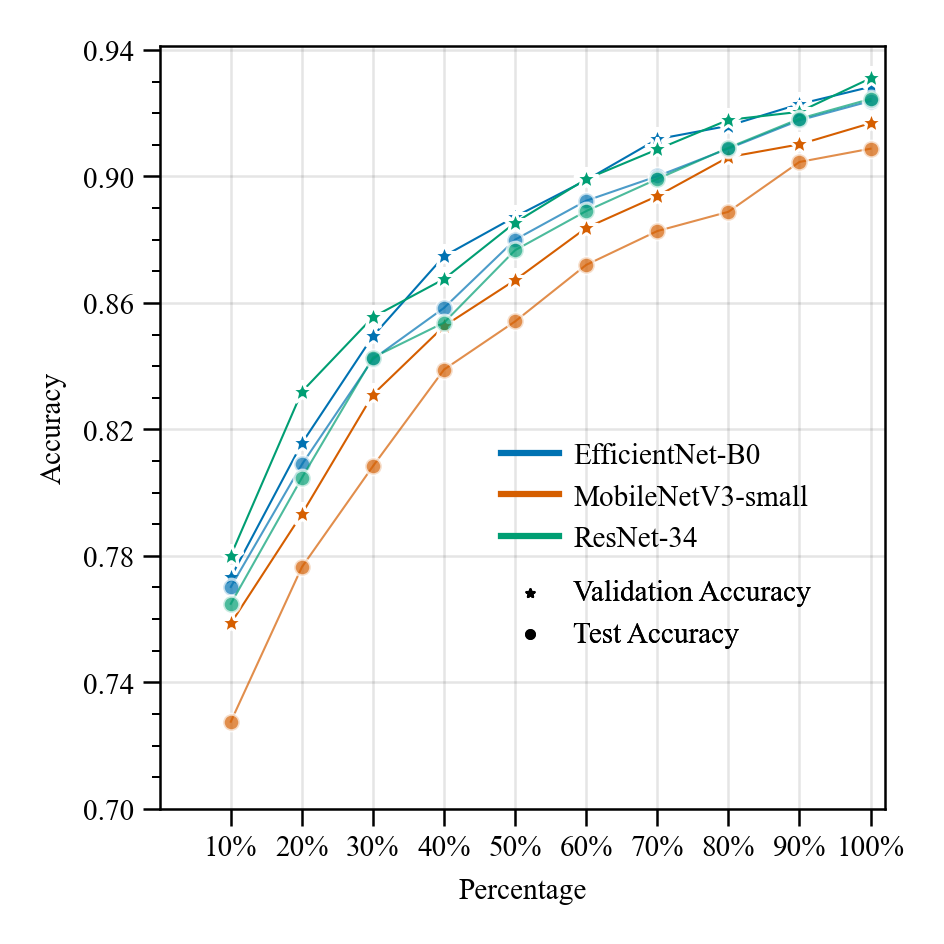 0.94
0.90
0.86
0.82
0.78
0.74
0.70
Accuracy
EfficientNet-B0
MobileNetV3-small
ResNet-34
Validation Accuracy
Test Accuracy
10% 20% 30% 40% 50% 60% 70% 80% 90% 100%
Percentage